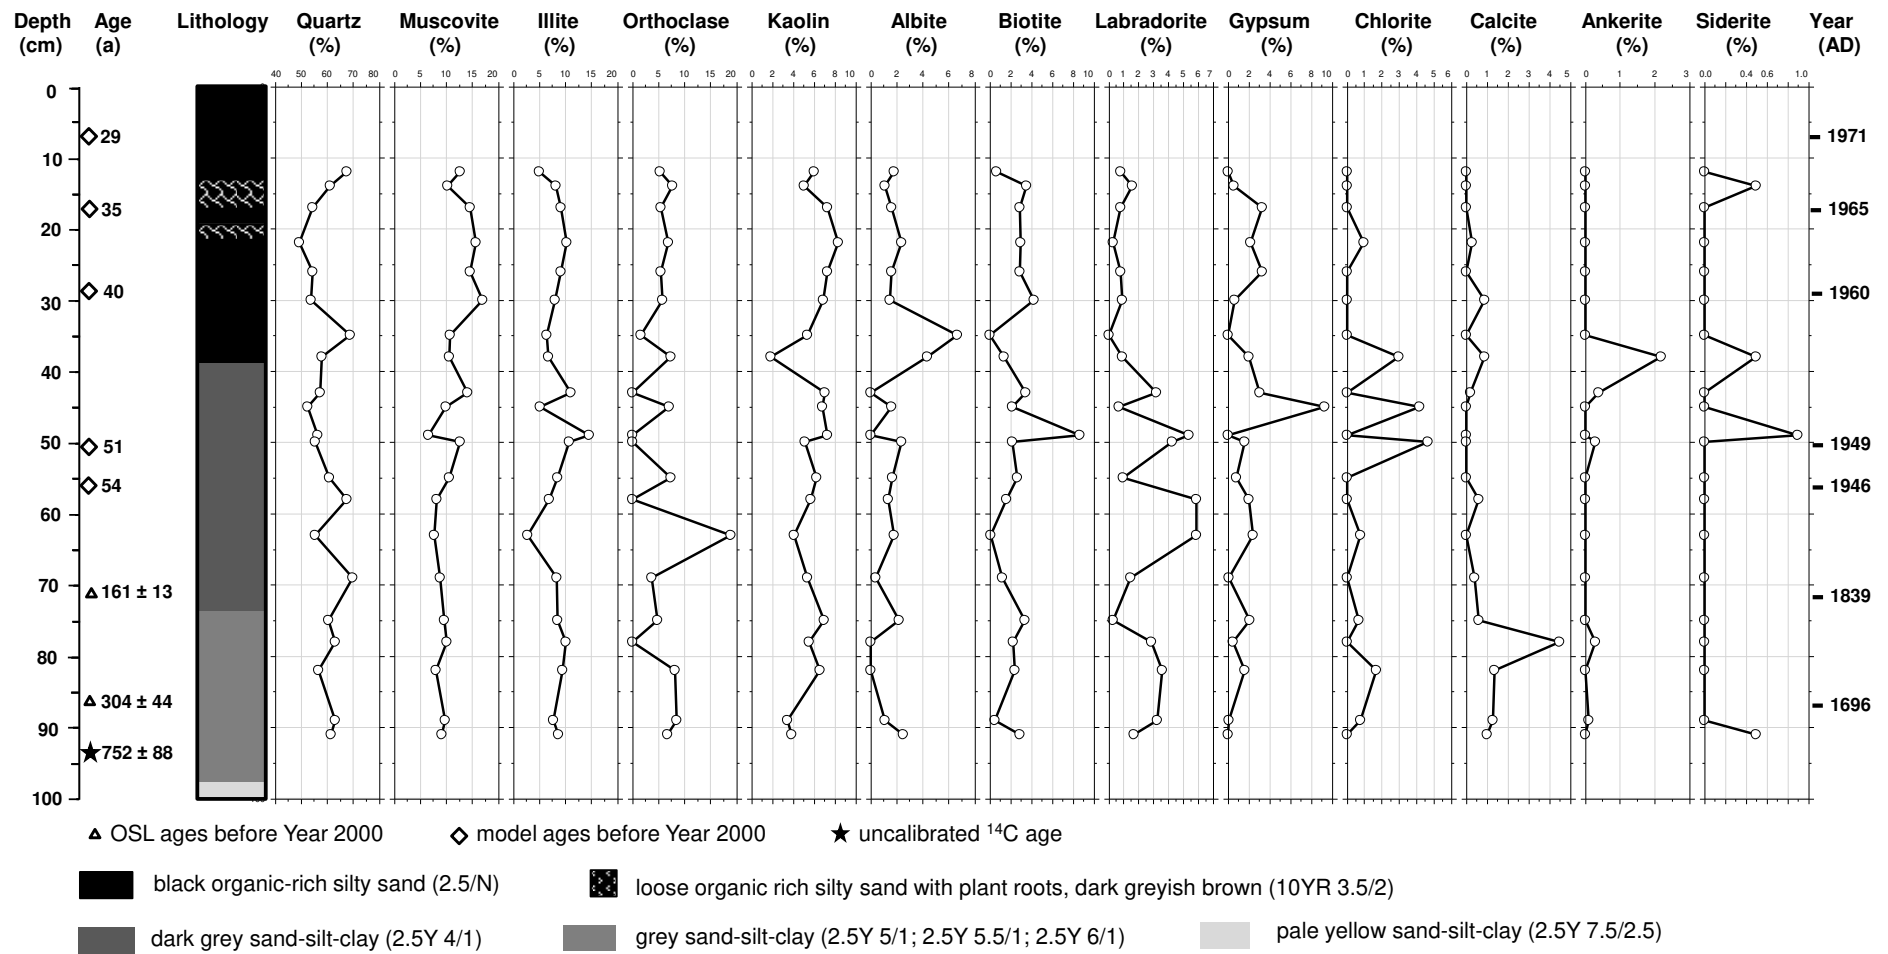 Depth Age Lithology Quartz Muscovite Illite Orthoclase Kaolin Albite Biotite Labradorite Gypsum Chlorite Calcite Ankerite Siderite Year
(cm) (a) (%) (%) (%) (%) (%) (%) (%) (%) (%) (%) (%) (%) (%) (AD)
40 50 60 70 80 0 5 10 15 20 0 5 10 15 20 0 5 10 20 0 2 4 6 8 10 0 2 4 6 8 0 2 4 6 8 10 0 1 2 3 4 5 6 7 0 2 4 6 8 10 0 1 2 3 4 5 6 0 1 2 3 4 5 0 1 2 3 0.0 0.4 0.6 1.0
0
29 1971
10
35 1965
20
40 1960
30
40
51 1949
50
54 1946
60
70
161 ± 13 1839
80
304 ± 44 1696
90
752 ± 88
100
OSL ages before Year 2000 model ages before Year 2000 uncalibrated ¹⁴C age
black organic-rich silty sand (2.5/N) loose organic rich silty sand with plant roots, dark greyish brown (10YR 3.5/2)
dark grey sand-silt-clay (2.5Y 4/1) grey sand-silt-clay (2.5Y 5/1; 2.5Y 5.5/1; 2.5Y 6/1) pale yellow sand-silt-clay (2.5Y 7.5/2.5)